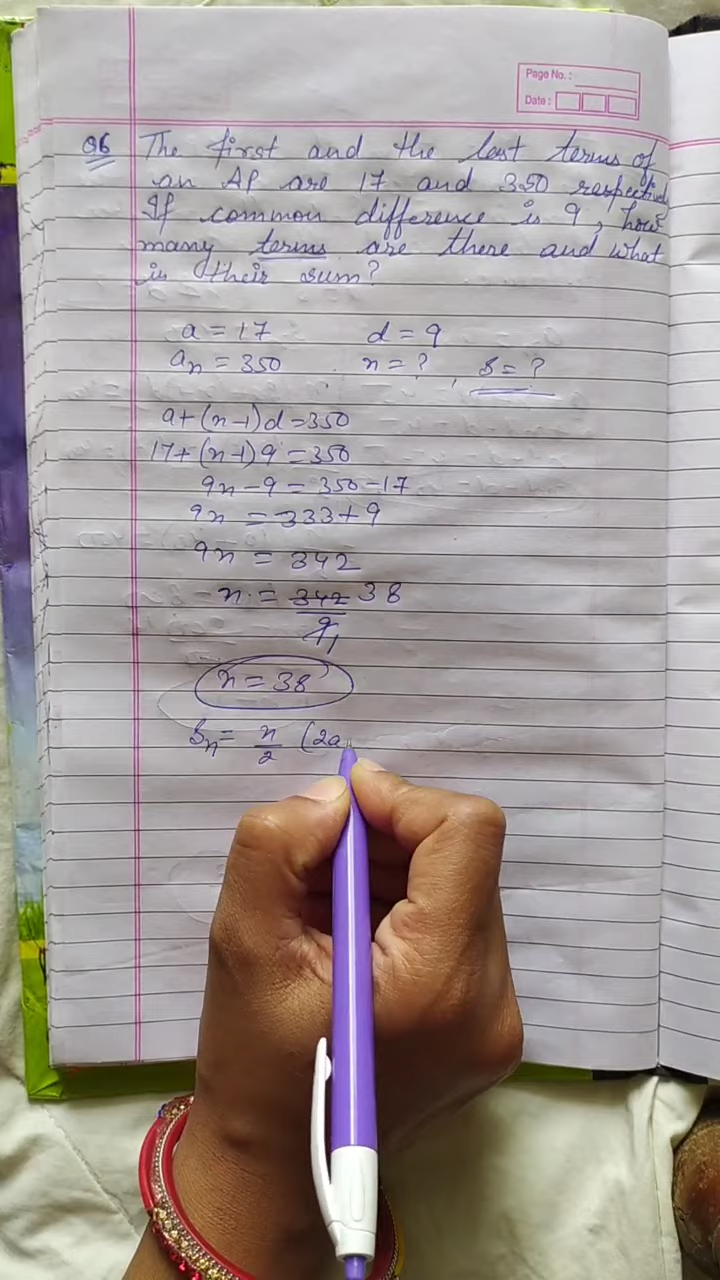 Page No.:
Date:
Q6 The first and the last terms of
an AP are 17 and 350
If common difference is 9, how
many terms are there and what
is their sum?
a = 17 d = 9
an = 350 n = ? S = ?
a+(n-1)d=350
17+(n-1)9=350
9n-9 = 350-17
9n = 333+9
9n = 342
n = 342/9 38
1
n = 38
Sn = n/2 (2a